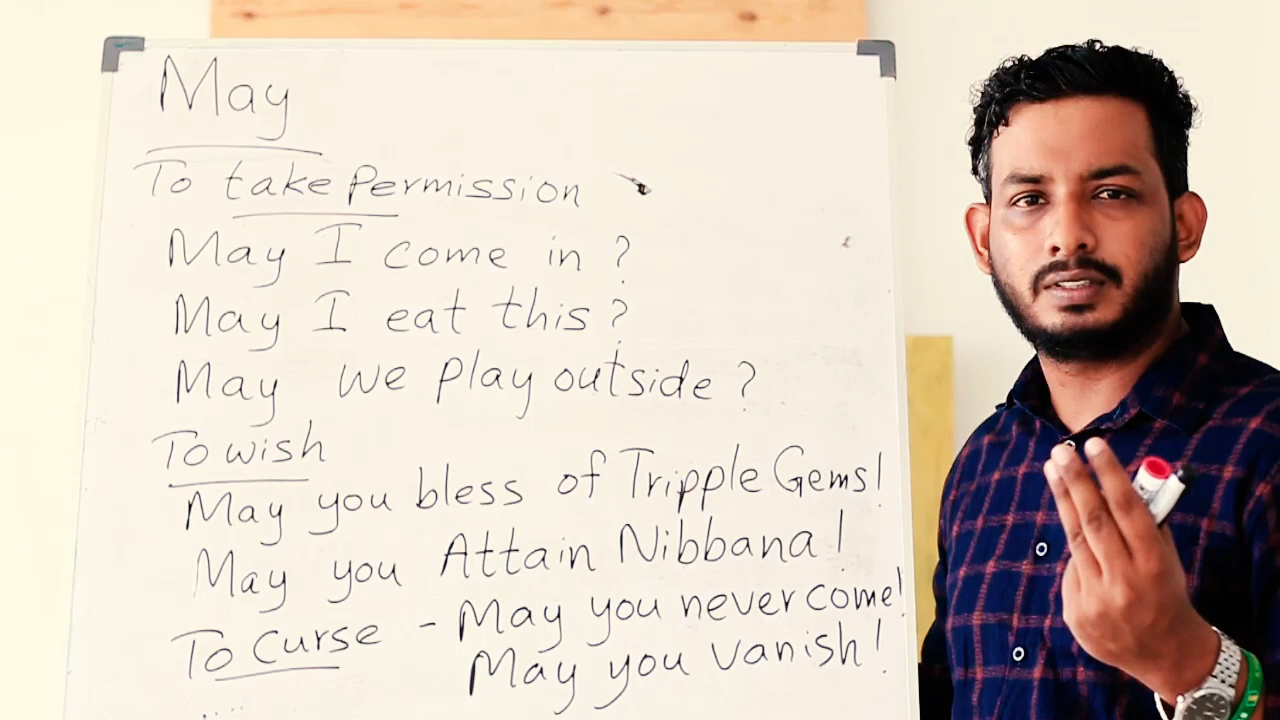 May
To take Permission
May I come in ?
May I eat this ?
May we play outside ?
To wish
May you bless of Tripple Gems!
May you Attain Nibbana!
To Curse - May you never come!
May you vanish!